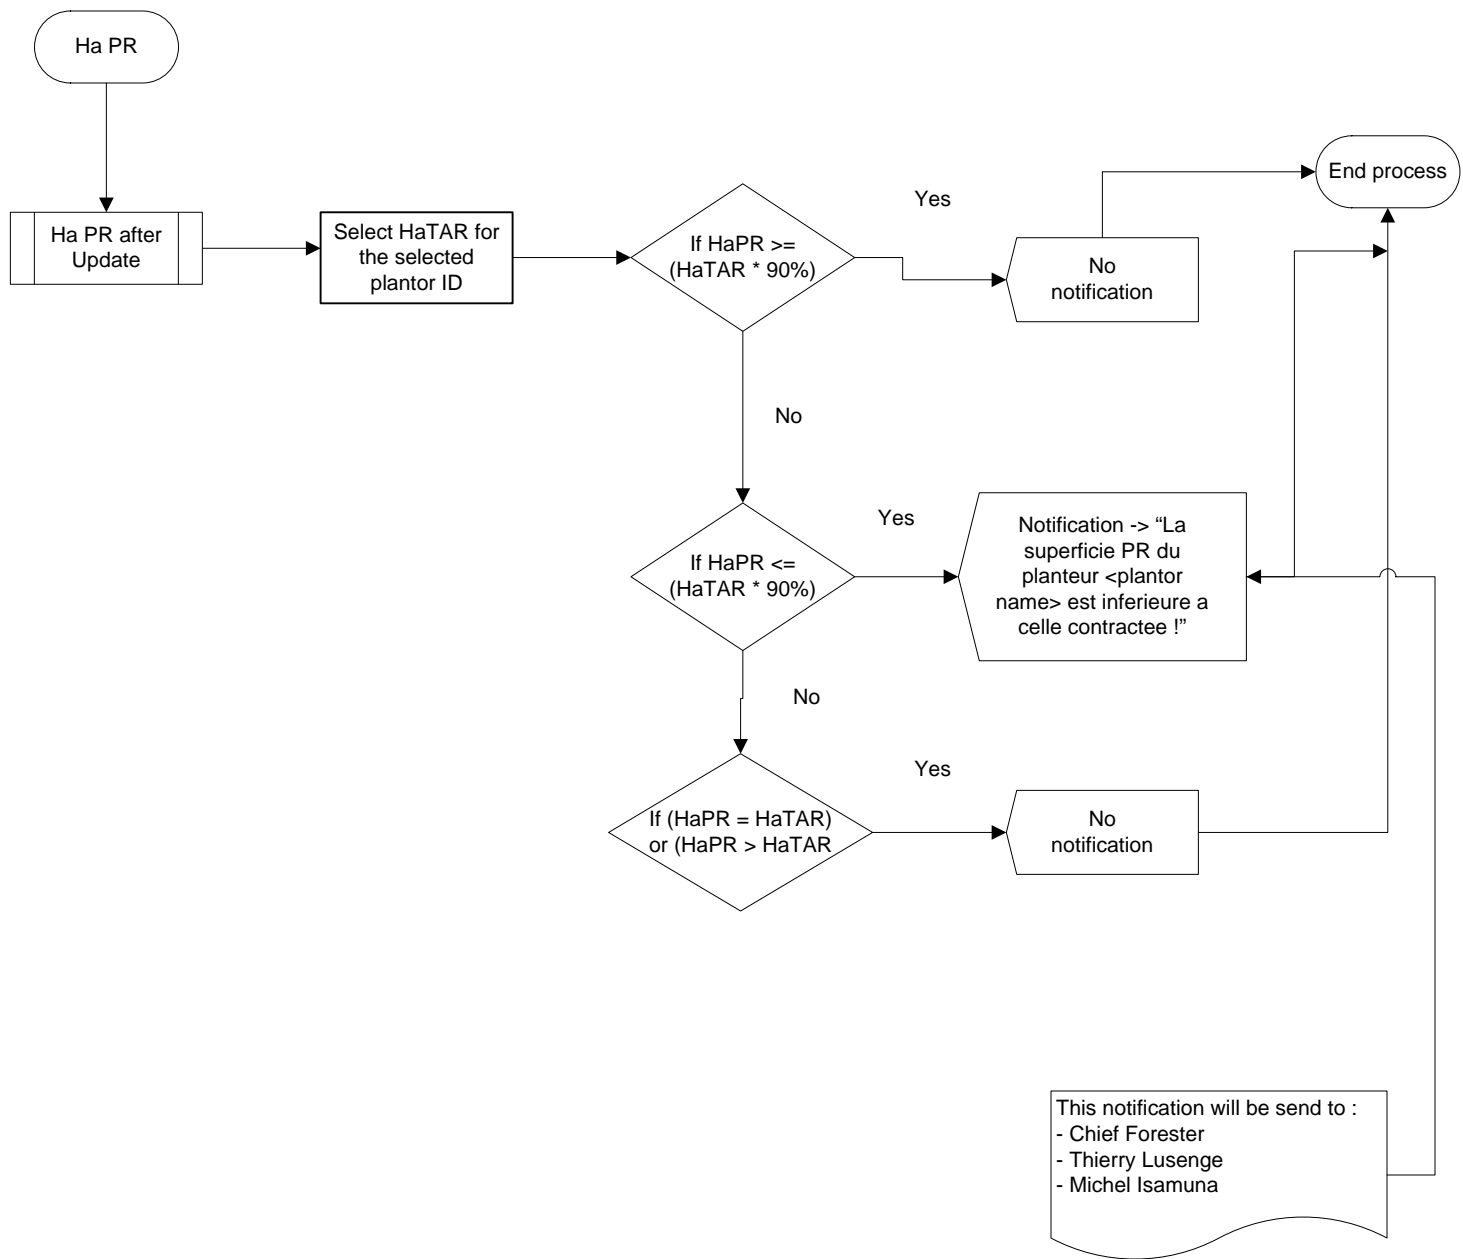 Ha PR
End process
Ha PR after
Update
Select HaTAR for
the selected
plantor ID
If HaPR >=
(HaTAR * 90%)
Yes
No
notification
No
If HaPR <=
(HaTAR * 90%)
Yes
Notification -> “La
superficie PR du
planteur <plantor
name> est inferieure a
celle contractee !”
No
If (HaPR = HaTAR)
or (HaPR > HaTAR
Yes
No
notification
This notification will be send to :
- Chief Forester
- Thierry Lusenge
- Michel Isamuna